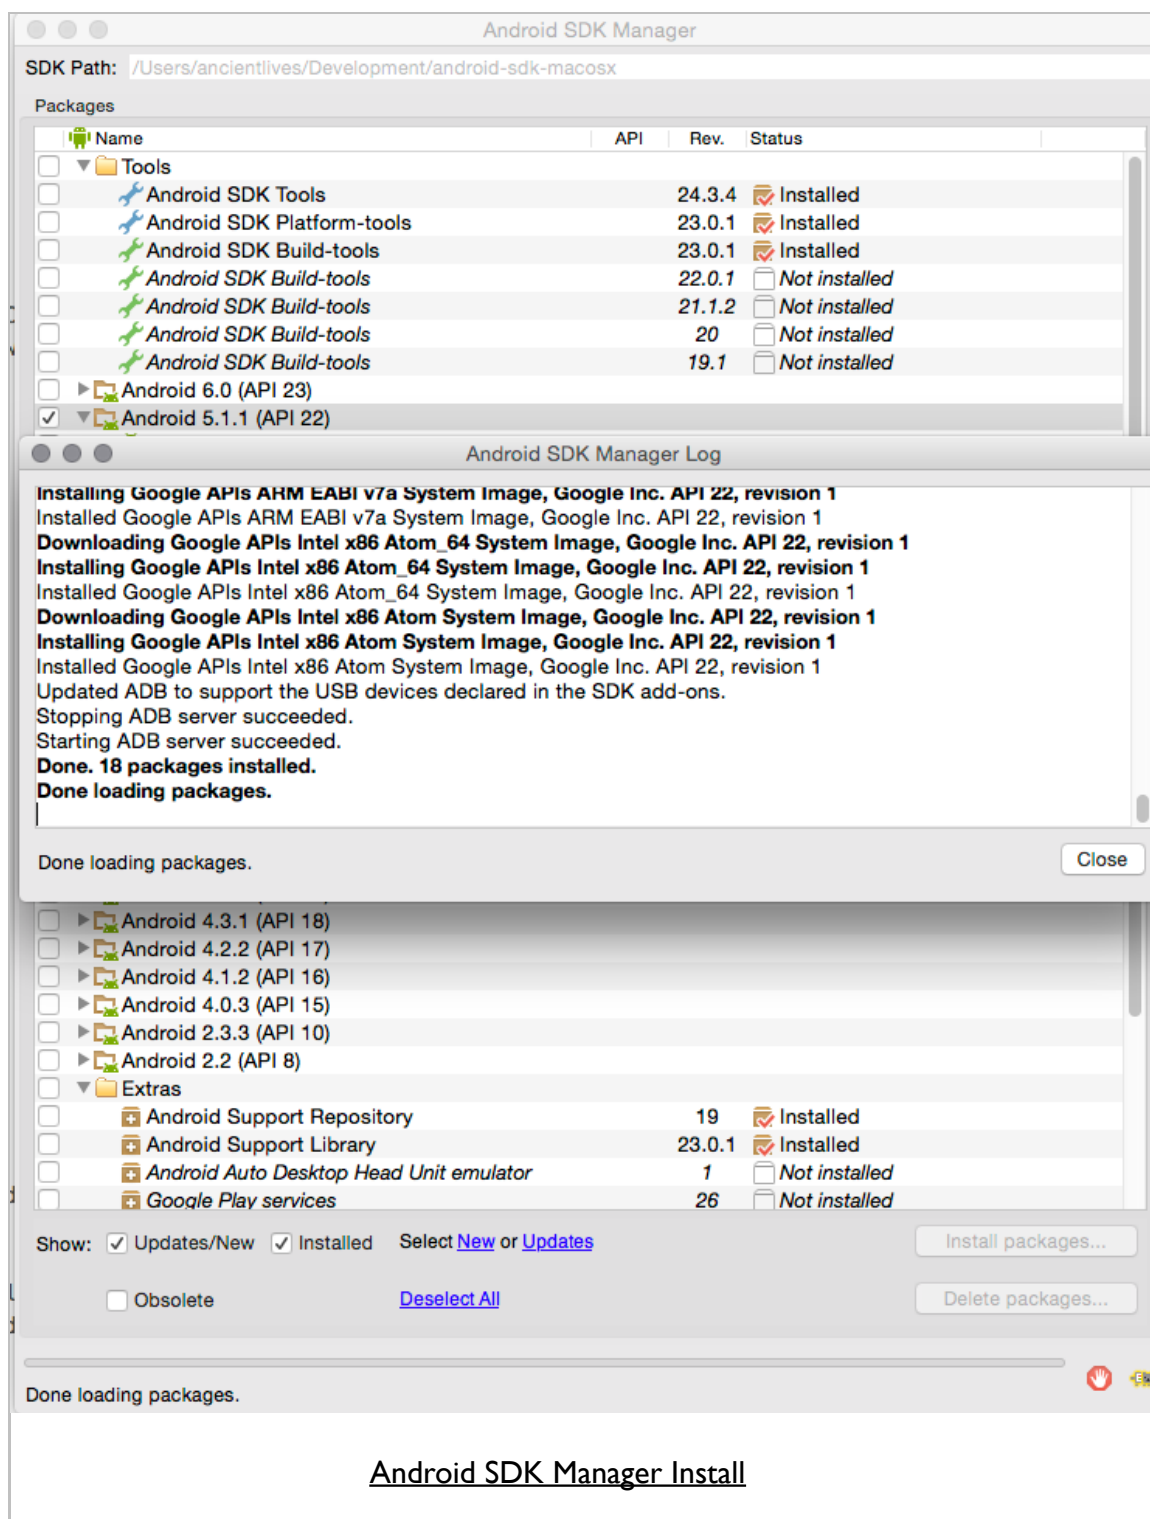 Android SDK Manager
SDK Path: /Users/ancientlives/Development/android-sdk-macosx
Packages
Name API Rev. Status
Tools
Android SDK Tools 24.3.4 Installed
Android SDK Platform-tools 23.0.1 Installed
Android SDK Build-tools 23.0.1 Installed
Android SDK Build-tools 22.0.1 Not installed
Android SDK Build-tools 21.1.2 Not installed
Android SDK Build-tools 20 Not installed
Android SDK Build-tools 19.1 Not installed
Android 6.0 (API 23)
Android 5.1.1 (API 22)
Android SDK Manager Log
Installing Google APIs ARM EABI v7a System Image, Google Inc. API 22, revision 1
Installed Google APIs ARM EABI v7a System Image, Google Inc. API 22, revision 1
Downloading Google APIs Intel x86 Atom_64 System Image, Google Inc. API 22, revision 1
Installing Google APIs Intel x86 Atom_64 System Image, Google Inc. API 22, revision 1
Installed Google APIs Intel x86 Atom_64 System Image, Google Inc. API 22, revision 1
Downloading Google APIs Intel x86 Atom System Image, Google Inc. API 22, revision 1
Installing Google APIs Intel x86 Atom System Image, Google Inc. API 22, revision 1
Installed Google APIs Intel x86 Atom System Image, Google Inc. API 22, revision 1
Updated ADB to support the USB devices declared in the SDK add-ons.
Stopping ADB server succeeded.
Starting ADB server succeeded.
Done. 18 packages installed.
Done loading packages.
Done loading packages.
Close
Android 4.3.1 (API 18)
Android 4.2.2 (API 17)
Android 4.1.2 (API 16)
Android 4.0.3 (API 15)
Android 2.3.3 (API 10)
Android 2.2 (API 8)
Extras
Android Support Repository 19 Installed
Android Support Library 23.0.1 Installed
Android Auto Desktop Head Unit emulator 1 Not installed
Google Play services 26 Not installed
Show: Updates/New Installed Select New or Updates Install packages...
Obsolete Deselect All Delete packages...
Done loading packages.
Android SDK Manager Install